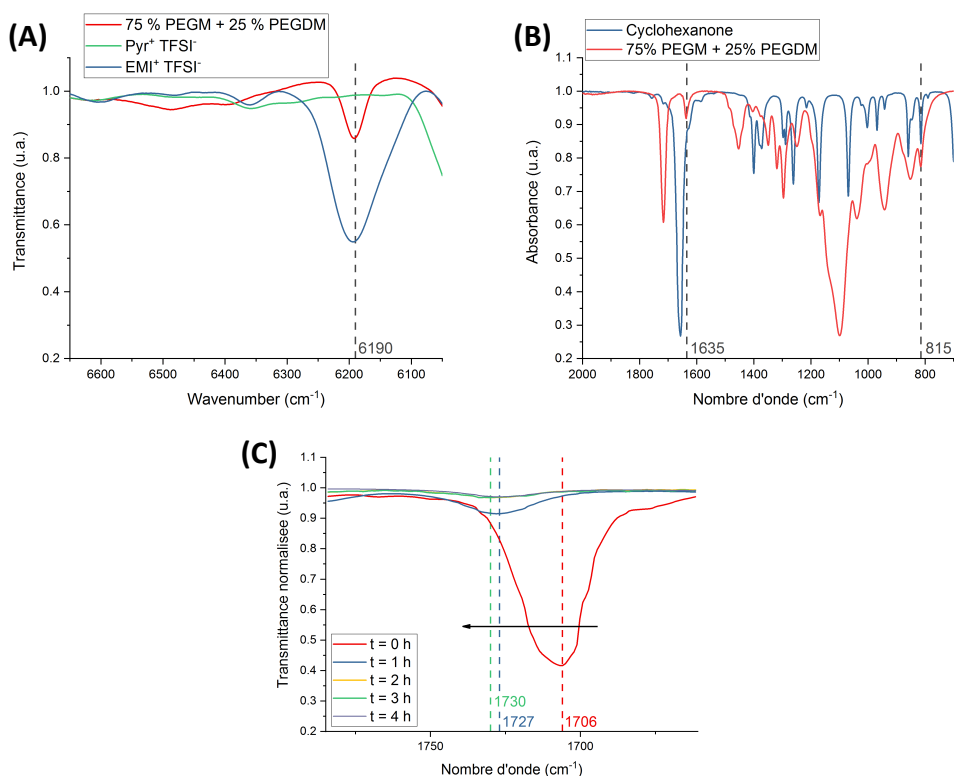 (A)
75 % PEGM + 25 % PEGDM
Pyr⁺ TFSI⁻
EMI⁺ TFSI⁻
Transmittance (u.a.)
1.0
0.8
0.6
0.4
0.2
6190
6600 6500 6400 6300 6200 6100
Wavenumber (cm⁻¹)
(B)
Cyclohexanone
75% PEGM + 25% PEGDM
Absorbance (u.a.)
1.0
0.9
0.8
0.7
0.6
0.5
0.4
0.3
0.2
1635
815
2000 1800 1600 1400 1200 1000 800
Nombre d'onde (cm⁻¹)
(C)
Transmittance normalisee (u.a.)
1.1
1.0
0.9
0.8
0.7
0.6
0.5
0.4
0.3
0.2
t = 0 h
t = 1 h
t = 2 h
t = 3 h
t = 4 h
1730
1727
1706
1750 1700
Nombre d'onde (cm⁻¹)